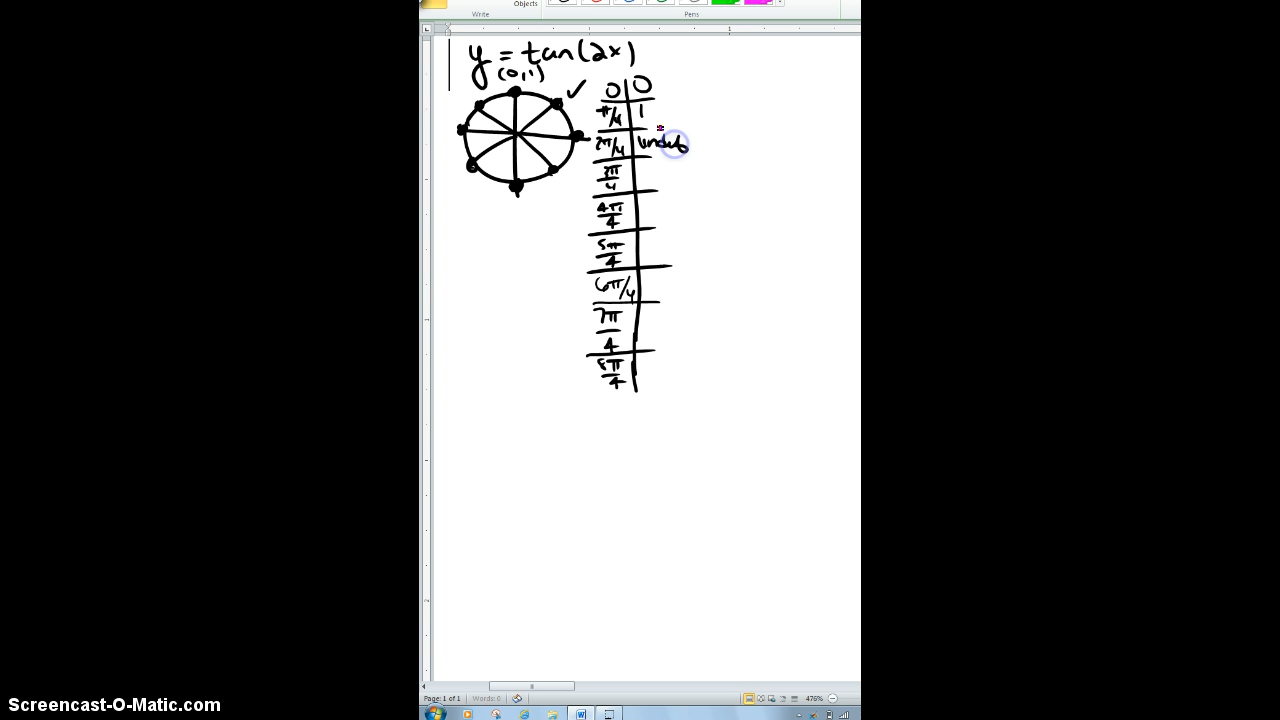 Objects
Write
Pens
1
y = tan(2x)
(0,1)
0 0
π/4 1
2π/4 undef
3π/4
4π/4
5π/4
6π/4
7π/4
8π/4
Page: 1 of 1 Words: 0 476%
Screencast-O-Matic.com